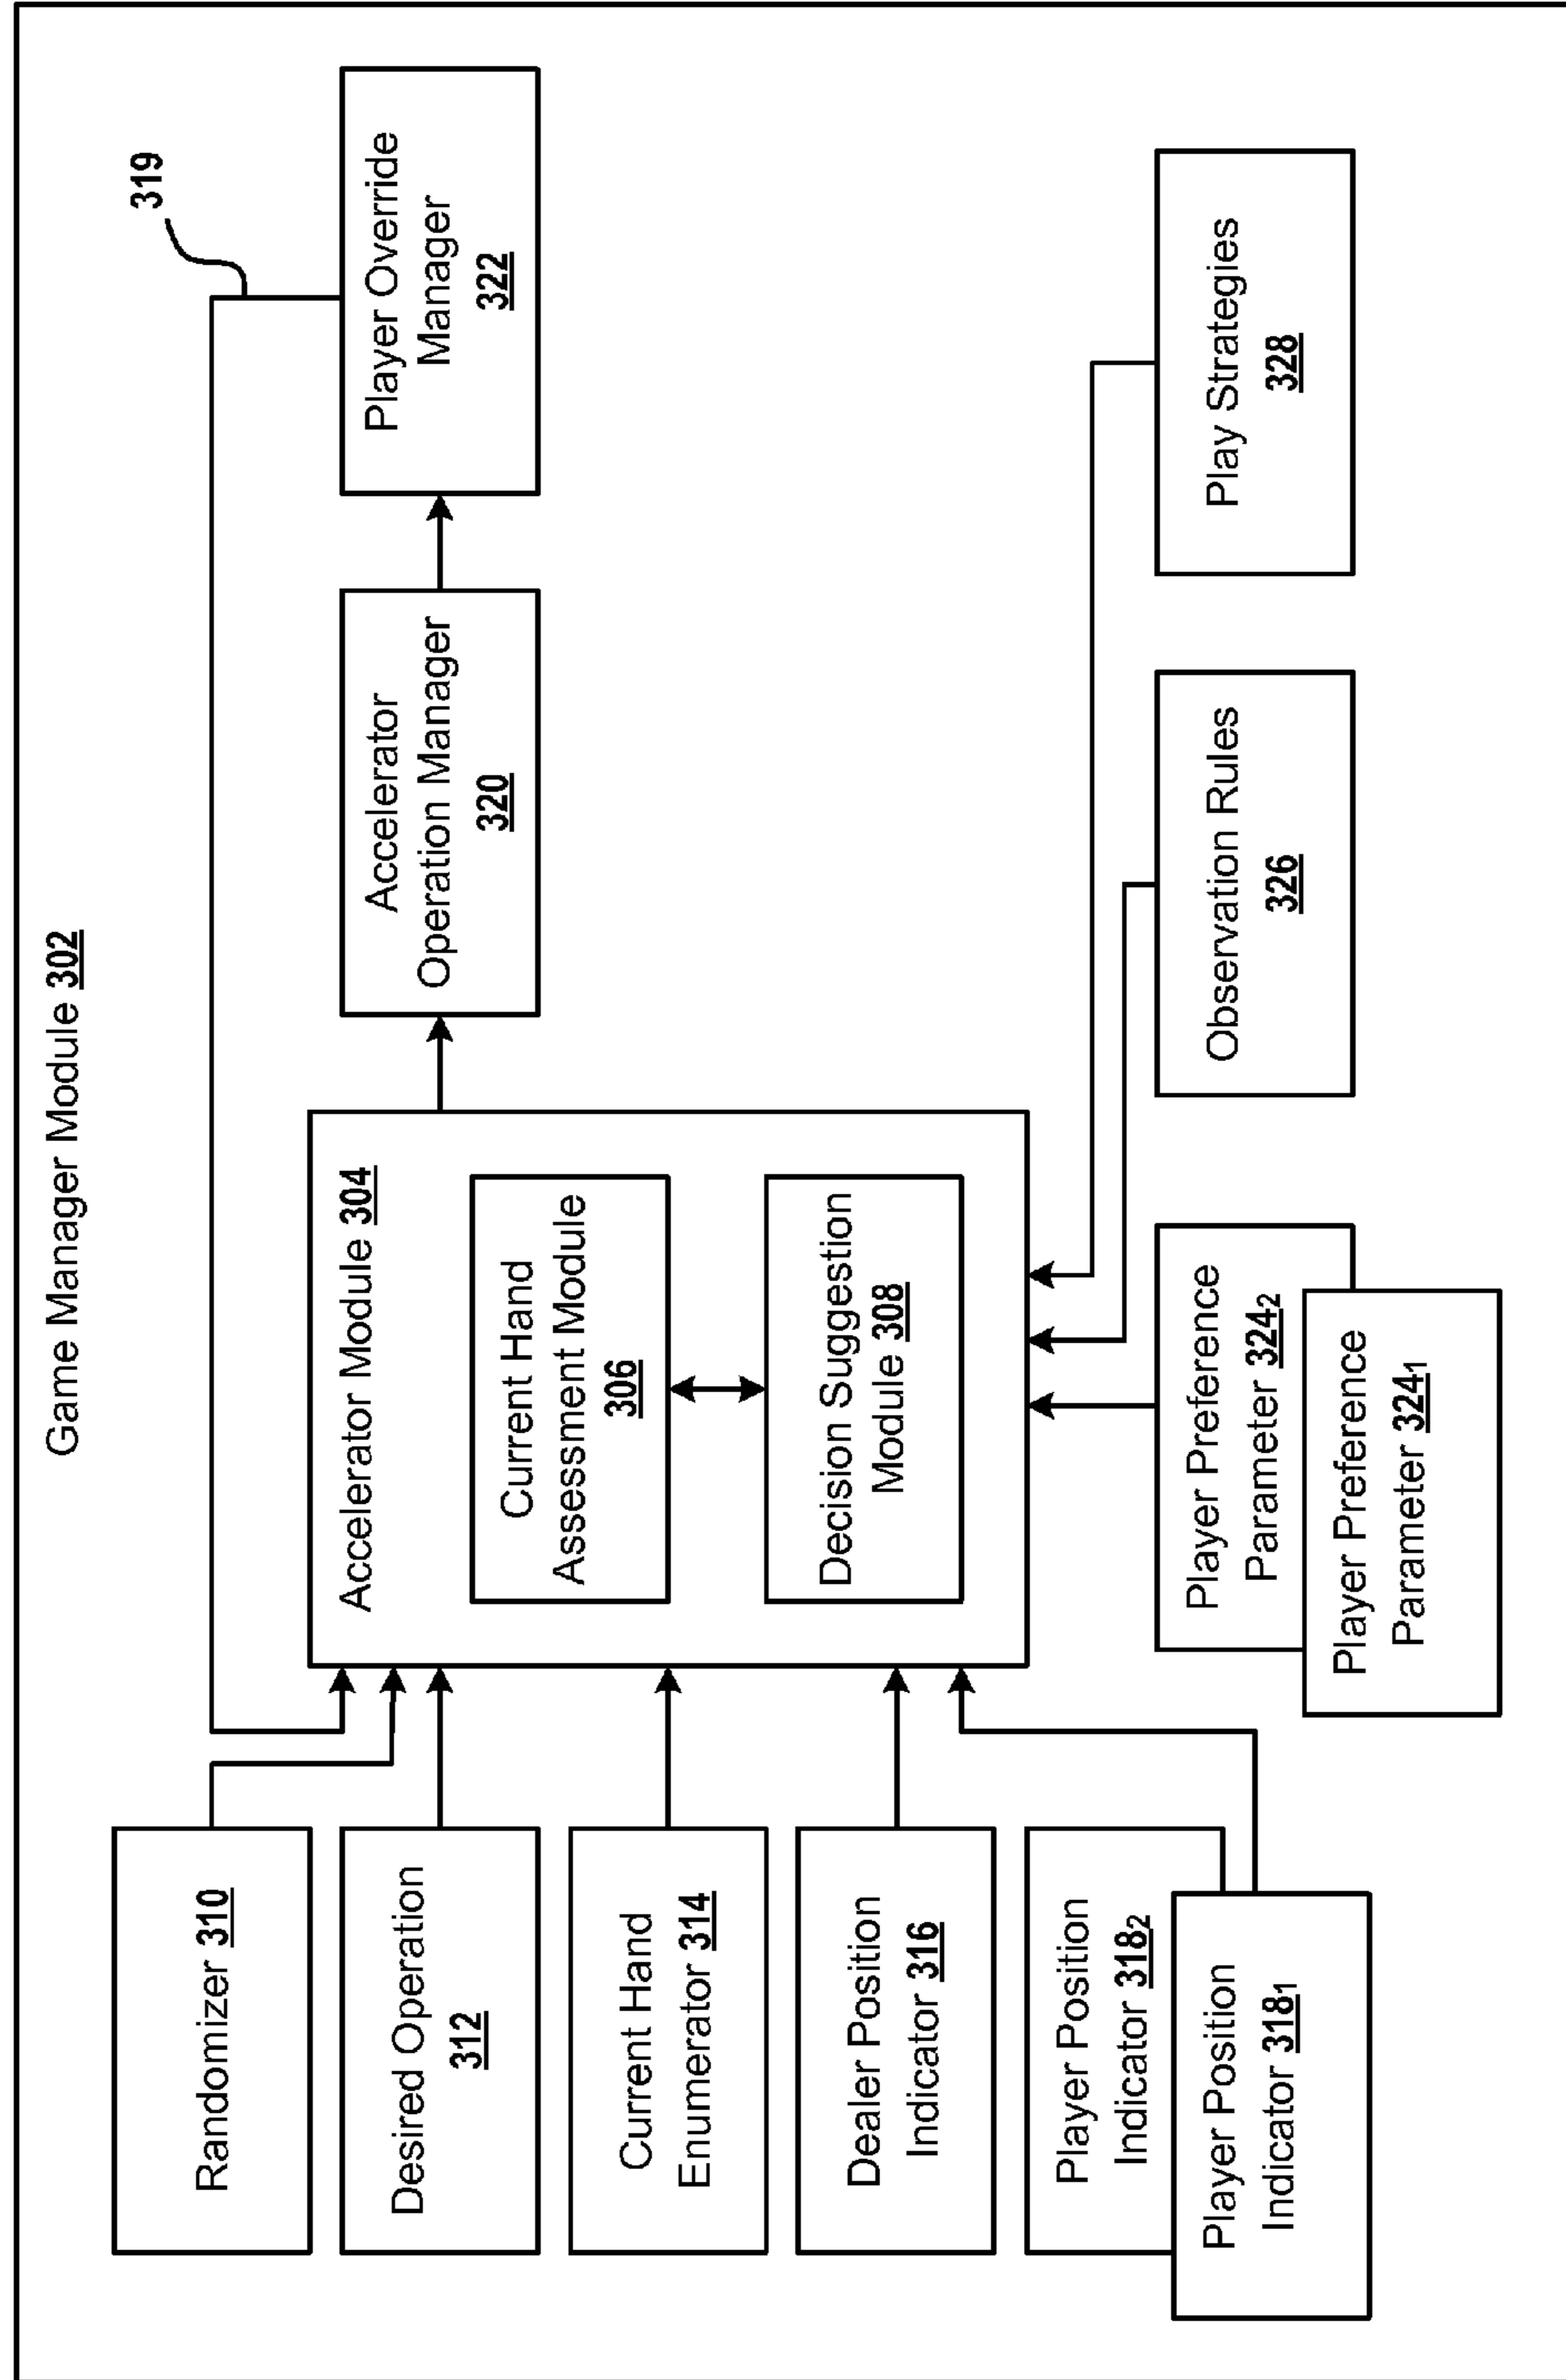 Game Manager Module 302
319
Randomizer 310
Desired Operation
312
Current Hand
Enumerator 314
Dealer Position
Indicator 316
Player Position
Indicator 318₂
Player Position
Indicator 318₁
Accelerator Module 304
Current Hand
Assessment Module
306
Decision Suggestion
Module 308
Accelerator
Operation Manager
320
Player Override
Manager
322
Player Preference
Parameter 324₂
Player Preference
Parameter 324₁
Observation Rules
326
Play Strategies
328